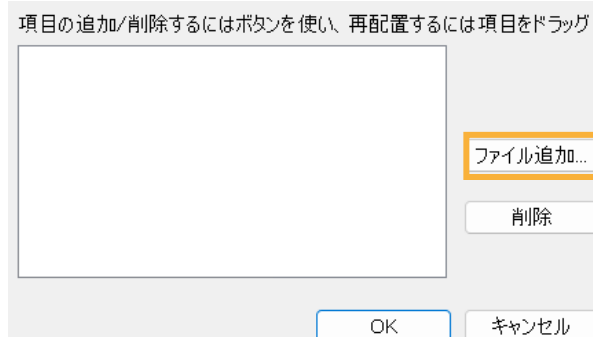 項目の追加/削除するにはボタンを使い、再配置するには項目をドラッグ
ファイル追加...
削除
OK
キャンセル